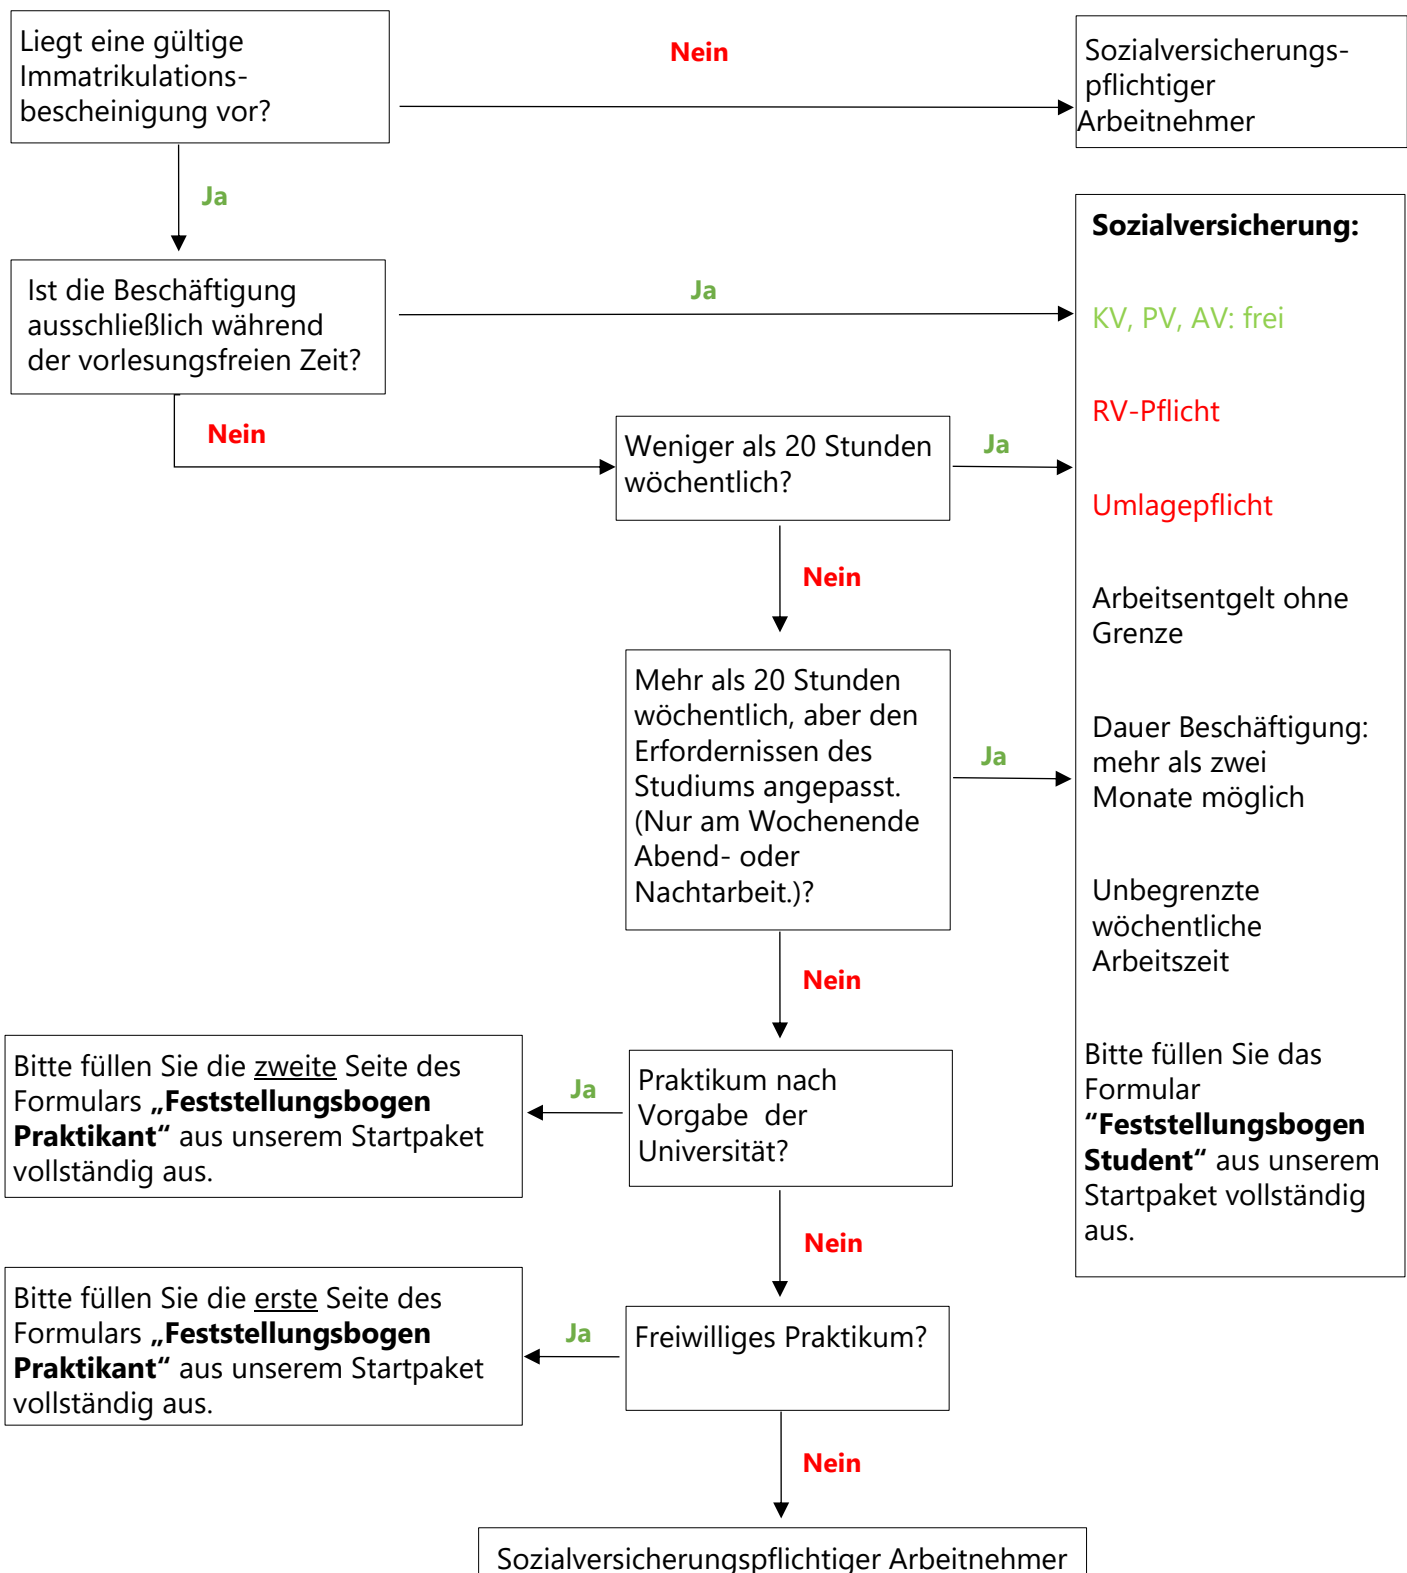 Liegt eine gültige
Immatrikulations-
bescheinigung vor?
Nein
Sozialversicherungs-
pflichtiger
Arbeitnehmer
Ja
Ist die Beschäftigung
ausschließlich während
der vorlesungsfreien Zeit?
Ja
Sozialversicherung:
KV, PV, AV: frei
RV-Pflicht
Umlagepflicht
Arbeitsentgelt ohne
Grenze
Dauer Beschäftigung:
mehr als zwei
Monate möglich
Unbegrenzte
wöchentliche
Arbeitszeit
Bitte füllen Sie das
Formular
“Feststellungsbogen
Student“ aus unserem
Startpaket vollständig
aus.
Nein
Weniger als 20 Stunden
wöchentlich?
Ja
Nein
Mehr als 20 Stunden
wöchentlich, aber den
Erfordernissen des
Studiums angepasst.
(Nur am Wochenende
Abend- oder
Nachtarbeit.)?
Ja
Nein
Praktikum nach
Vorgabe der
Universität?
Ja
Bitte füllen Sie die zweite Seite des
Formulars „Feststellungsbogen
Praktikant“ aus unserem Startpaket
vollständig aus.
Nein
Freiwilliges Praktikum?
Ja
Bitte füllen Sie die erste Seite des
Formulars „Feststellungsbogen
Praktikant“ aus unserem Startpaket
vollständig aus.
Nein
Sozialversicherungspflichtiger Arbeitnehmer